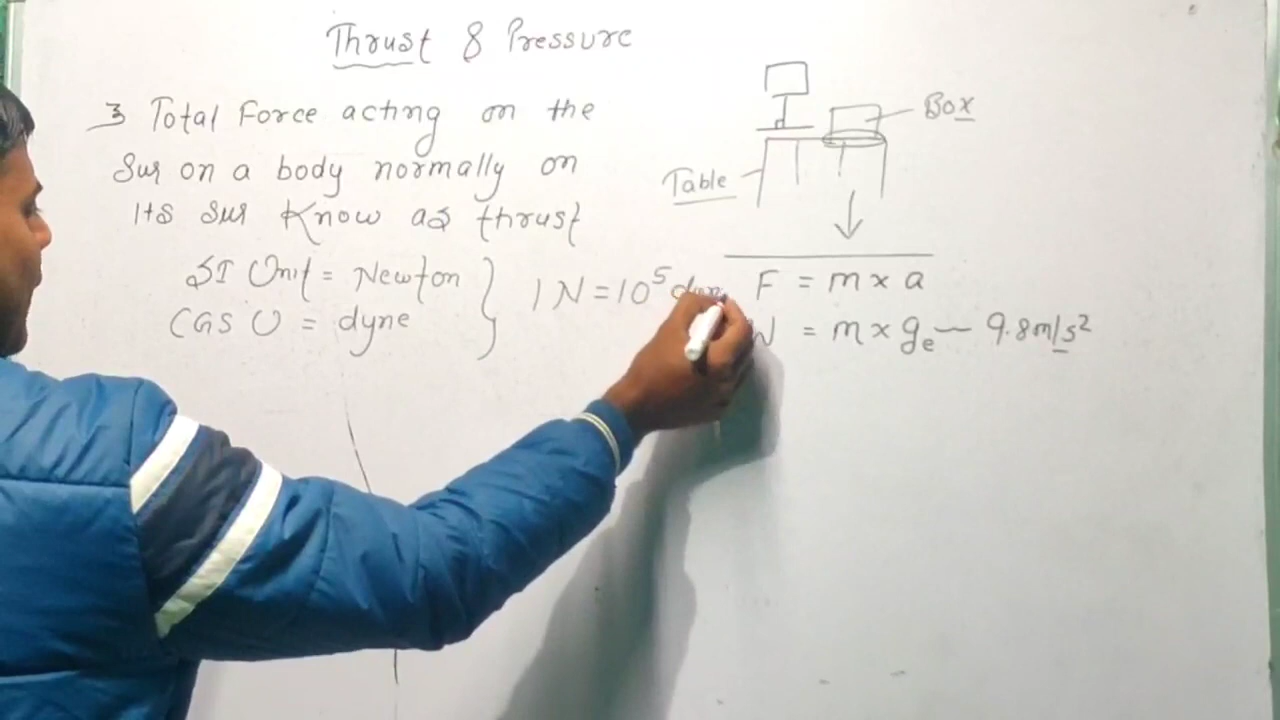 Thrust & Pressure
3 Total Force acting on the
Sur on a body normally on
Its Sur Know as thrust
SI Unit = Newton
CGS U = dyne
1 N = 10⁵
Box
Table
F = m x a
W = m x gₑ — 9.8m/s²